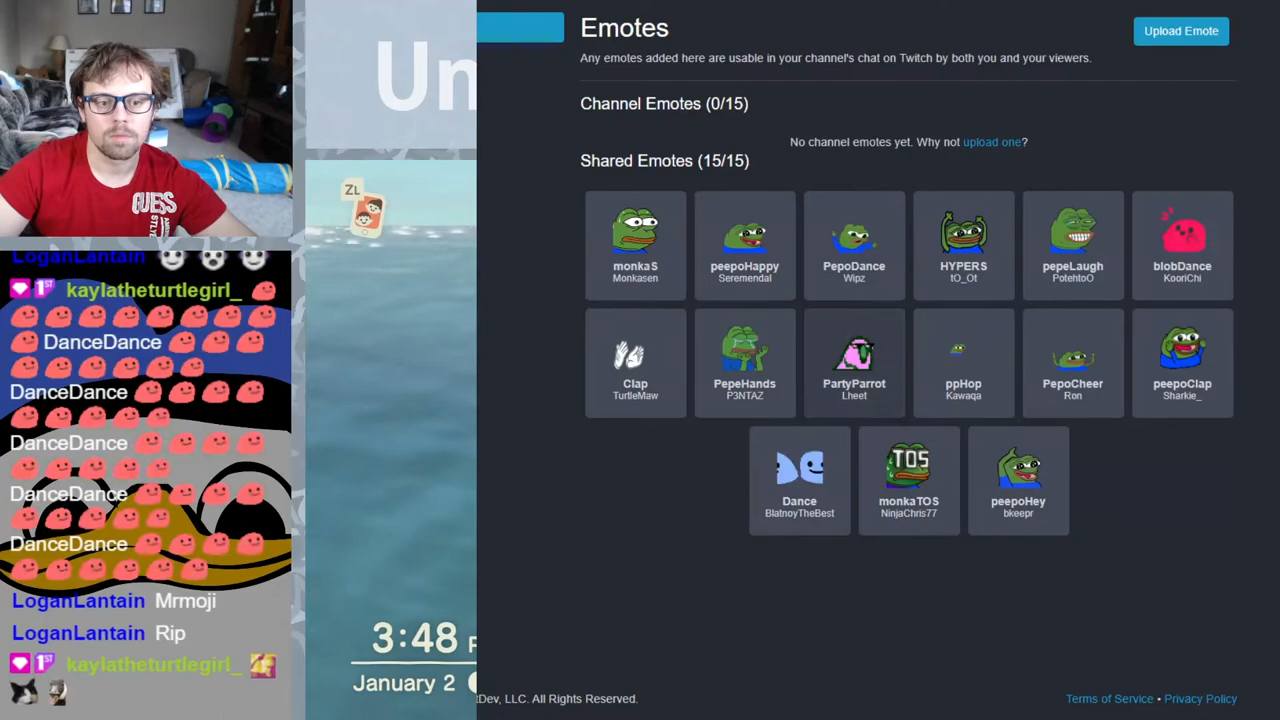 GUESS
LoganLantain
kaylatheturtlegirl_
DanceDance
DanceDance
DanceDance
DanceDance
DanceDance
LoganLantain Mrmoji
LoganLantain Rip
kaylatheturtlegirl_
Un
ZL
3:48
January 2
Emotes
Upload Emote
Any emotes added here are usable in your channel's chat on Twitch by both you and your viewers.
Channel Emotes (0/15)
No channel emotes yet. Why not upload one?
Shared Emotes (15/15)
monkaS
Monkasen
peepoHappy
Seremendal
PepoDance
Wipz
HYPERS
tO_Ot
pepeLaugh
PotehtoO
blobDance
KooriChi
Clap
TurtleMaw
PepeHands
P3NTAZ
PartyParrot
Lheet
ppHop
Kawaqa
PepoCheer
Ron
peepoClap
Sharkie_
Dance
BlatnoyTheBest
TOS
monkaTOS
NinjaChris77
peepoHey
bkeepr
tDev, LLC. All Rights Reserved.
Terms of Service • Privacy Policy